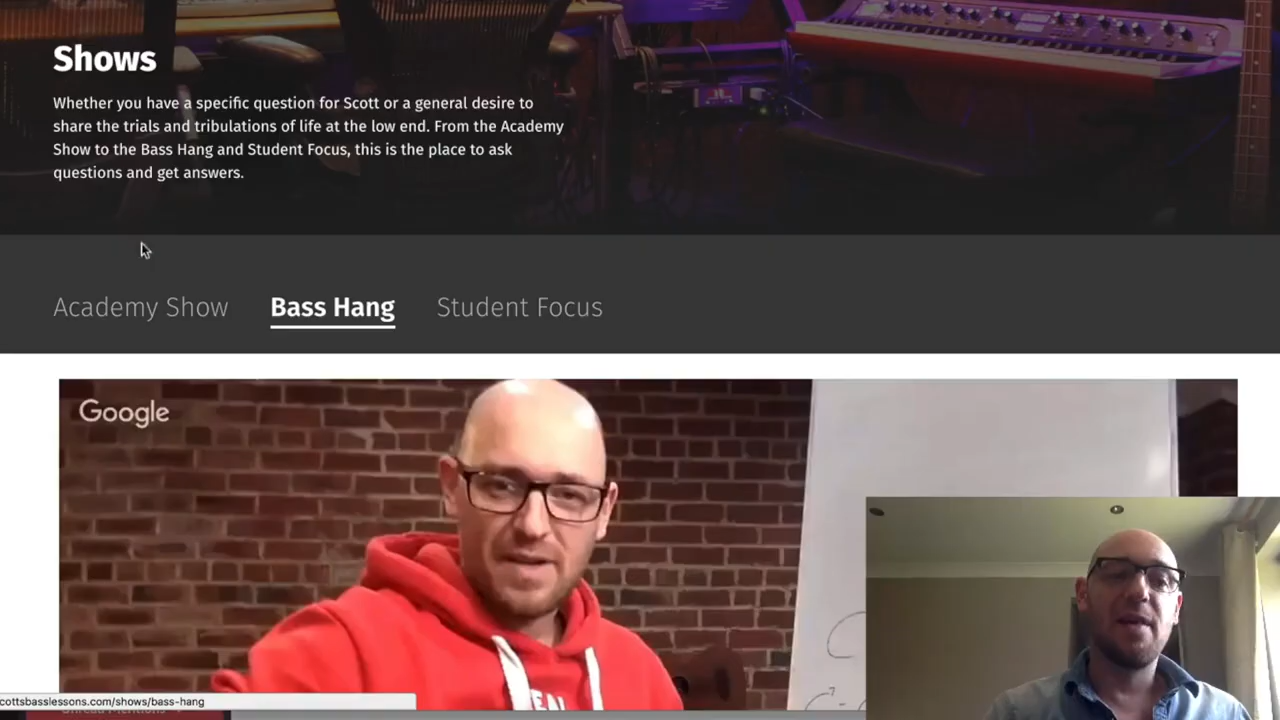 Shows
Whether you have a specific question for Scott or a general desire to
share the trials and tribulations of life at the low end. From the Academy
Show to the Bass Hang and Student Focus, this is the place to ask
questions and get answers.
Academy Show Bass Hang Student Focus
Google
cottsbasslessons.com/shows/bass-hang